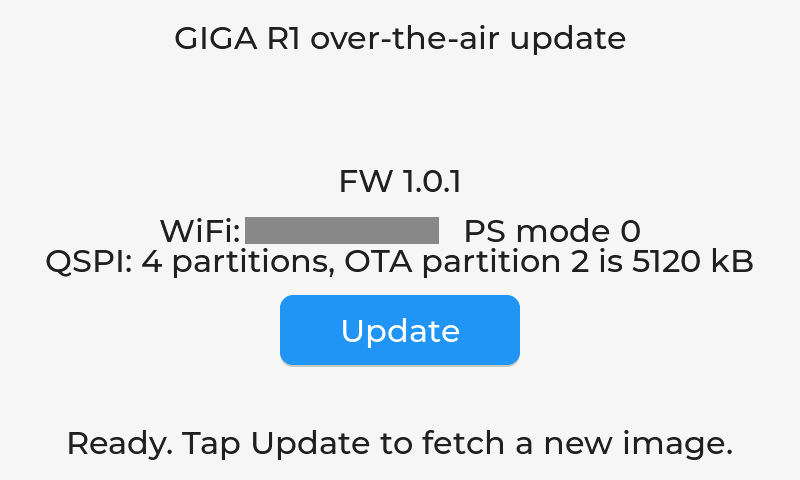 GIGA R1 over-the-air update
FW 1.0.1
WiFi: PS mode 0
QSPI: 4 partitions, OTA partition 2 is 5120 kB
Update
Ready. Tap Update to fetch a new image.